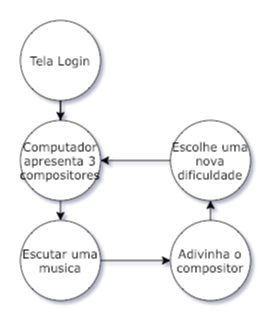 Tela Login
Computador
apresenta 3
compositores
Escolhe uma
nova
dificuldade
Escutar uma
musica
Adivinha o
compositor